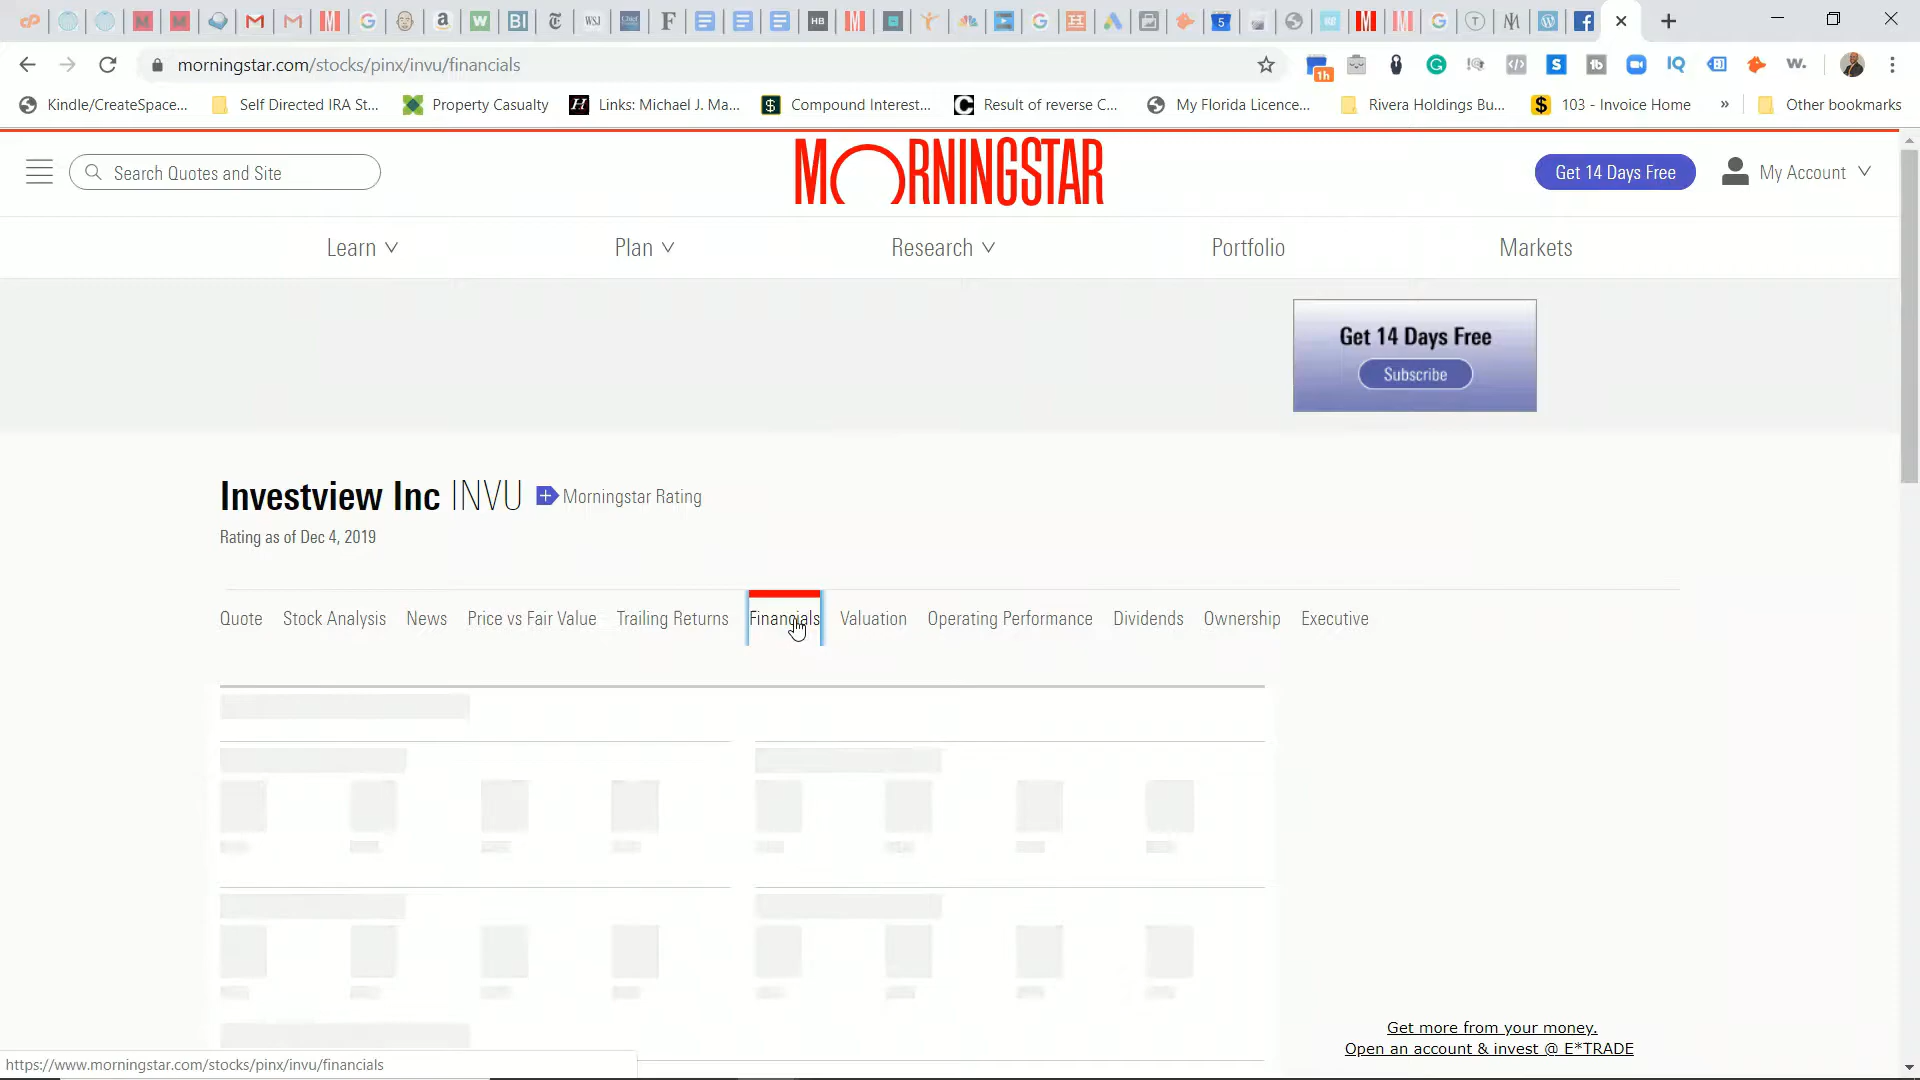 morningstar.com/stocks/pinx/invu/financials
1h
Kindle/CreateSpace...
Self Directed IRA St...
Property Casualty
Links: Michael J. Ma...
Compound Interest...
Result of reverse C...
My Florida Licence...
Rivera Holdings Bu...
103 - Invoice Home
»
Other bookmarks
Search Quotes and Site
MORNINGSTAR
Get 14 Days Free
My Account
Learn
Plan
Research
Portfolio
Markets
Get 14 Days Free
Subscribe
Investview Inc INVU
Morningstar Rating
Rating as of Dec 4, 2019
Quote
Stock Analysis
News
Price vs Fair Value
Trailing Returns
Financials
Valuation
Operating Performance
Dividends
Ownership
Executive
Get more from your money.
Open an account & invest @ E*TRADE
https://www.morningstar.com/stocks/pinx/invu/financials